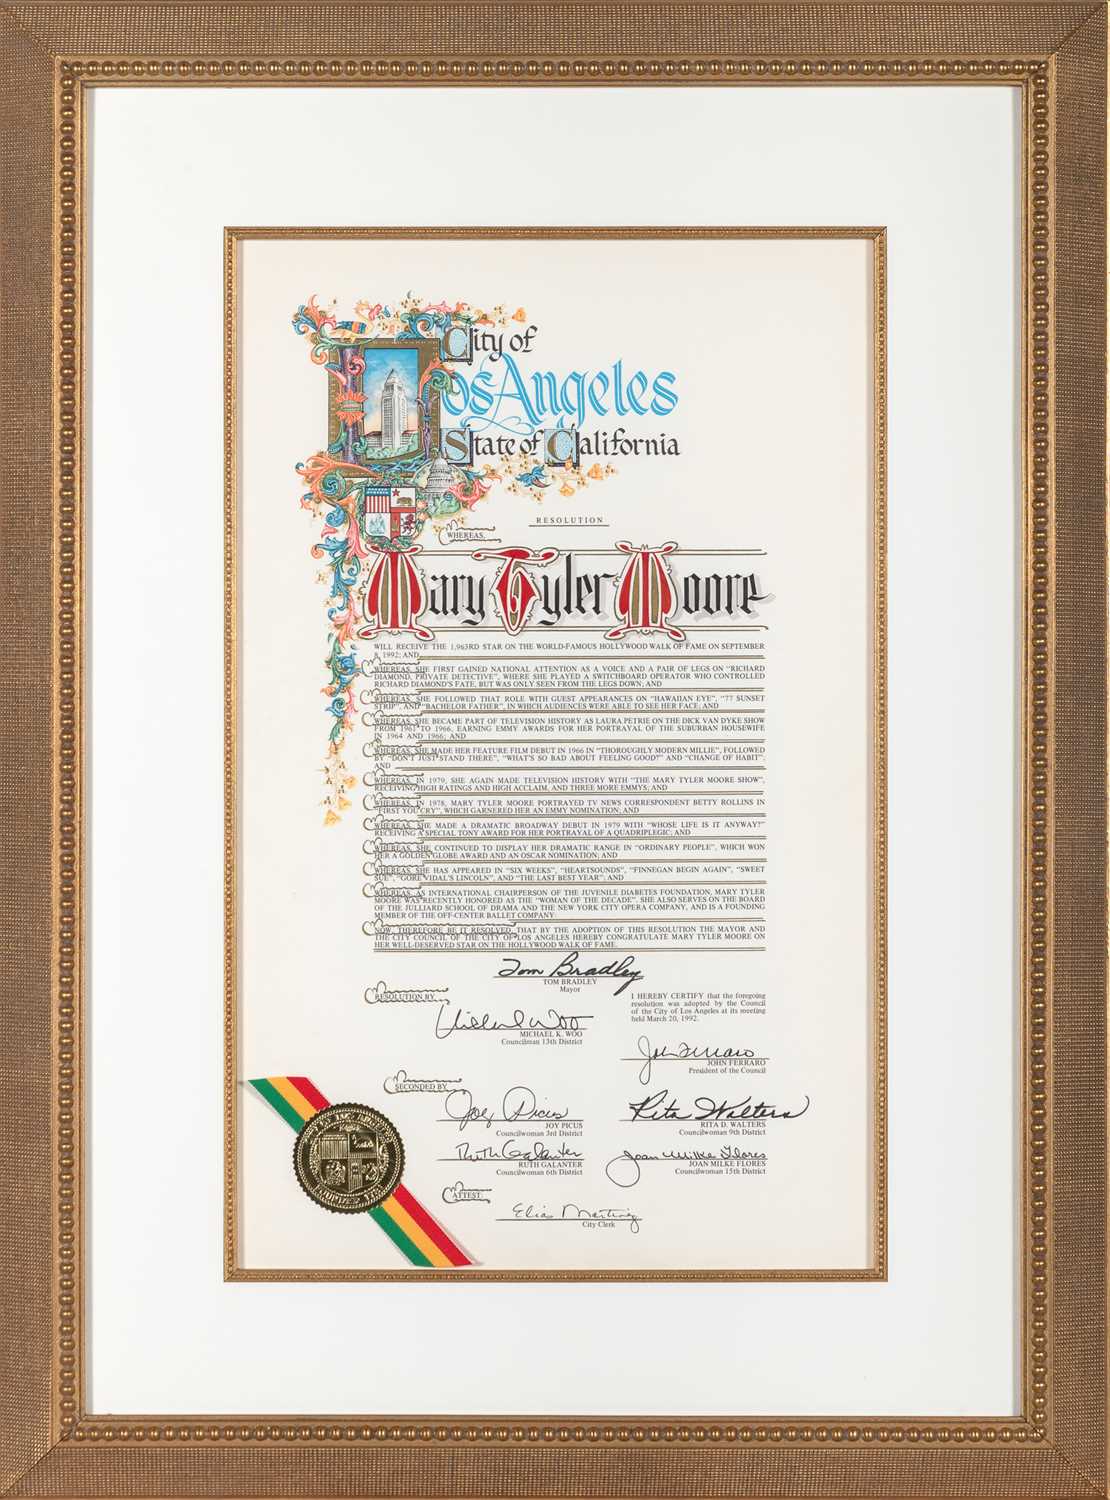 City of
Los Angeles
State of California
RESOLUTION
WHEREAS,
Mary Tyler Moore
WILL RECEIVE THE 1,963RD STAR ON THE WORLD-FAMOUS HOLLYWOOD WALK OF FAME ON SEPTEMBER
8, 1992; AND
WHEREAS, SHE FIRST GAINED NATIONAL ATTENTION AS A VOICE AND A PAIR OF LEGS ON "RICHARD
DIAMOND, PRIVATE DETECTIVE", WHERE SHE PLAYED A SWITCHBOARD OPERATOR WHO CONTROLLED
RICHARD DIAMOND'S FATE, BUT WAS ONLY SEEN FROM THE LEGS DOWN; AND
WHEREAS, SHE FOLLOWED THAT ROLE WITH GUEST APPEARANCES ON "HAWAIIAN EYE", "77 SUNSET
STRIP", AND "BACHELOR FATHER", IN WHICH AUDIENCES WERE ABLE TO SEE HER FACE; AND
WHEREAS, SHE BECAME PART OF TELEVISION HISTORY AS LAURA PETRIE ON THE DICK VAN DYKE SHOW
FROM 1961 TO 1966, EARNING EMMY AWARDS FOR HER PORTRAYAL OF THE SUBURBAN HOUSEWIFE
IN 1964 AND 1966; AND
WHEREAS, SHE MADE HER FEATURE FILM DEBUT IN 1966 IN "THOROUGHLY MODERN MILLIE", FOLLOWED
BY "DON'T JUST STAND THERE", "WHAT'S SO BAD ABOUT FEELING GOOD?" AND "CHANGE OF HABIT";
AND
WHEREAS, IN 1979, SHE AGAIN MADE TELEVISION HISTORY WITH "THE MARY TYLER MOORE SHOW",
RECEIVING HIGH RATINGS AND HIGH ACCLAIM, AND THREE MORE EMMYS; AND
WHEREAS, IN 1978, MARY TYLER MOORE PORTRAYED TV NEWS CORRESPONDENT BETTY ROLLINS IN
"FIRST YOU CRY", WHICH GARNERED HER AN EMMY NOMINATION; AND
WHEREAS, SHE MADE A DRAMATIC BROADWAY DEBUT IN 1979 WITH "WHOSE LIFE IS IT ANYWAY?"
RECEIVING A SPECIAL TONY AWARD FOR HER PORTRAYAL OF A QUADRIPLEGIC; AND
WHEREAS, SHE CONTINUED TO DISPLAY HER DRAMATIC RANGE IN "ORDINARY PEOPLE", WHICH WON
HER A GOLDEN GLOBE AWARD AND AN OSCAR NOMINATION; AND
WHEREAS, SHE HAS APPEARED IN "SIX WEEKS", "HEARTSOUNDS", "FINNEGAN BEGIN AGAIN", "SWEET
SUE", "GORE VIDAL'S LINCOLN", AND "THE LAST BEST YEAR"; AND
WHEREAS, AS INTERNATIONAL CHAIRPERSON OF THE JUVENILE DIABETES FOUNDATION, MARY TYLER
MOORE WAS RECENTLY HONORED AS THE "WOMAN OF THE DECADE". SHE ALSO SERVES ON THE BOARD
OF THE JULLIARD SCHOOL OF DRAMA AND THE NEW YORK CITY OPERA COMPANY, AND IS A FOUNDING
MEMBER OF THE OFF-CENTER BALLET COMPANY:
NOW, THEREFORE BE IT RESOLVED, THAT BY THE ADOPTION OF THIS RESOLUTION THE MAYOR AND
THE CITY COUNCIL OF THE CITY OF LOS ANGELES HEREBY CONGRATULATE MARY TYLER MOORE ON
HER WELL-DESERVED STAR ON THE HOLLYWOOD WALK OF FAME.
Tom Bradley
TOM BRADLEY
Mayor
RESOLUTION BY
Michael Woo
MICHAEL K. WOO
Councilman 13th District
I HEREBY CERTIFY that the foregoing
resolution was adopted by the Council
of the City of Los Angeles at its meeting
held March 20, 1992.
John Ferraro
JOHN FERRARO
President of the Council
SECONDED BY
Joy Picus
JOY PICUS
Councilwoman 3rd District
Rita Walters
RITA D. WALTERS
Councilwoman 9th District
Ruth Galanter
RUTH GALANTER
Councilwoman 6th District
Joan Milke Flores
JOAN MILKE FLORES
Councilwoman 15th District
ATTEST:
Elias Martinez
City Clerk